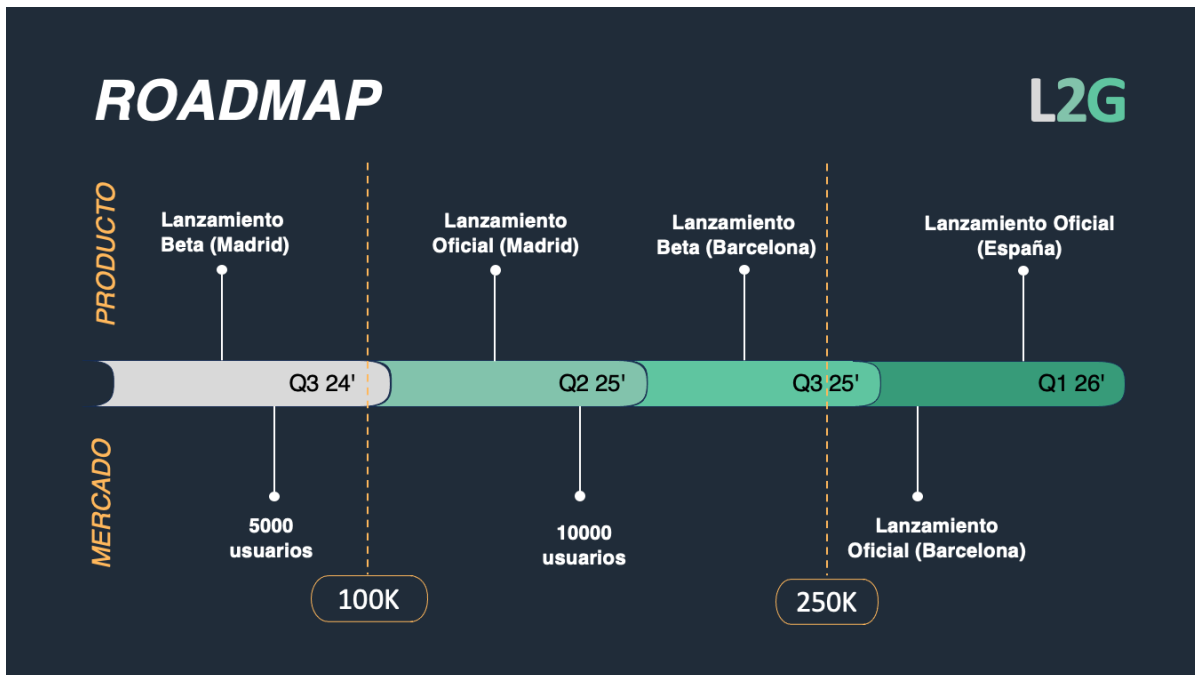 ROADMAP
L2G
PRODUCTO
Lanzamiento
Beta (Madrid)
Lanzamiento
Oficial (Madrid)
Lanzamiento
Beta (Barcelona)
Lanzamiento Oficial
(España)
Q3 24'
Q2 25'
Q3 25'
Q1 26'
MERCADO
5000
usuarios
10000
usuarios
Lanzamiento
Oficial (Barcelona)
100K
250K